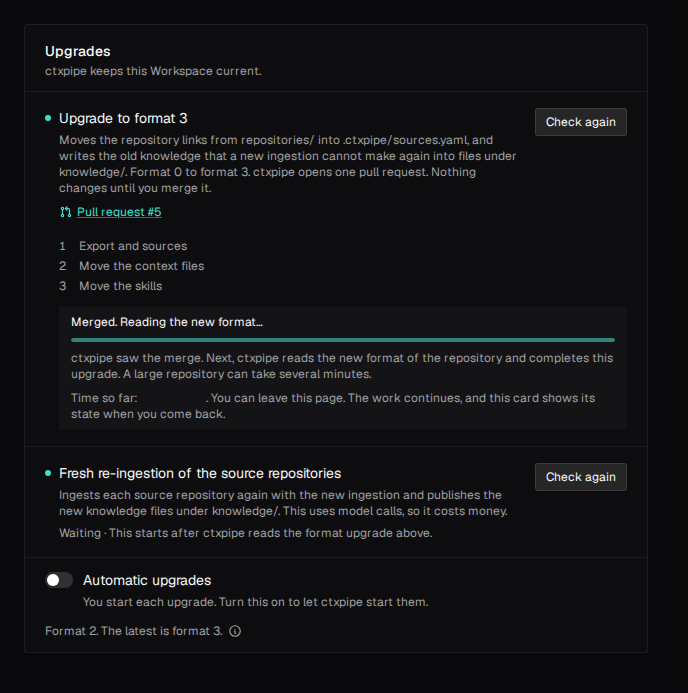 Upgrades
ctxpipe keeps this Workspace current.
Upgrade to format 3
Check again
Moves the repository links from repositories/ into .ctxpipe/sources.yaml, and
writes the old knowledge that a new ingestion cannot make again into files under
knowledge/. Format 0 to format 3. ctxpipe opens one pull request. Nothing
changes until you merge it.
Pull request #5
1 Export and sources
2 Move the context files
3 Move the skills
Merged. Reading the new format…
ctxpipe saw the merge. Next, ctxpipe reads the new format of the repository and completes this
upgrade. A large repository can take several minutes.
Time so far: . You can leave this page. The work continues, and this card shows its
state when you come back.
Fresh re-ingestion of the source repositories
Check again
Ingests each source repository again with the new ingestion and publishes the
new knowledge files under knowledge/. This uses model calls, so it costs money.
Waiting · This starts after ctxpipe reads the format upgrade above.
Automatic upgrades
You start each upgrade. Turn this on to let ctxpipe start them.
Format 2. The latest is format 3.